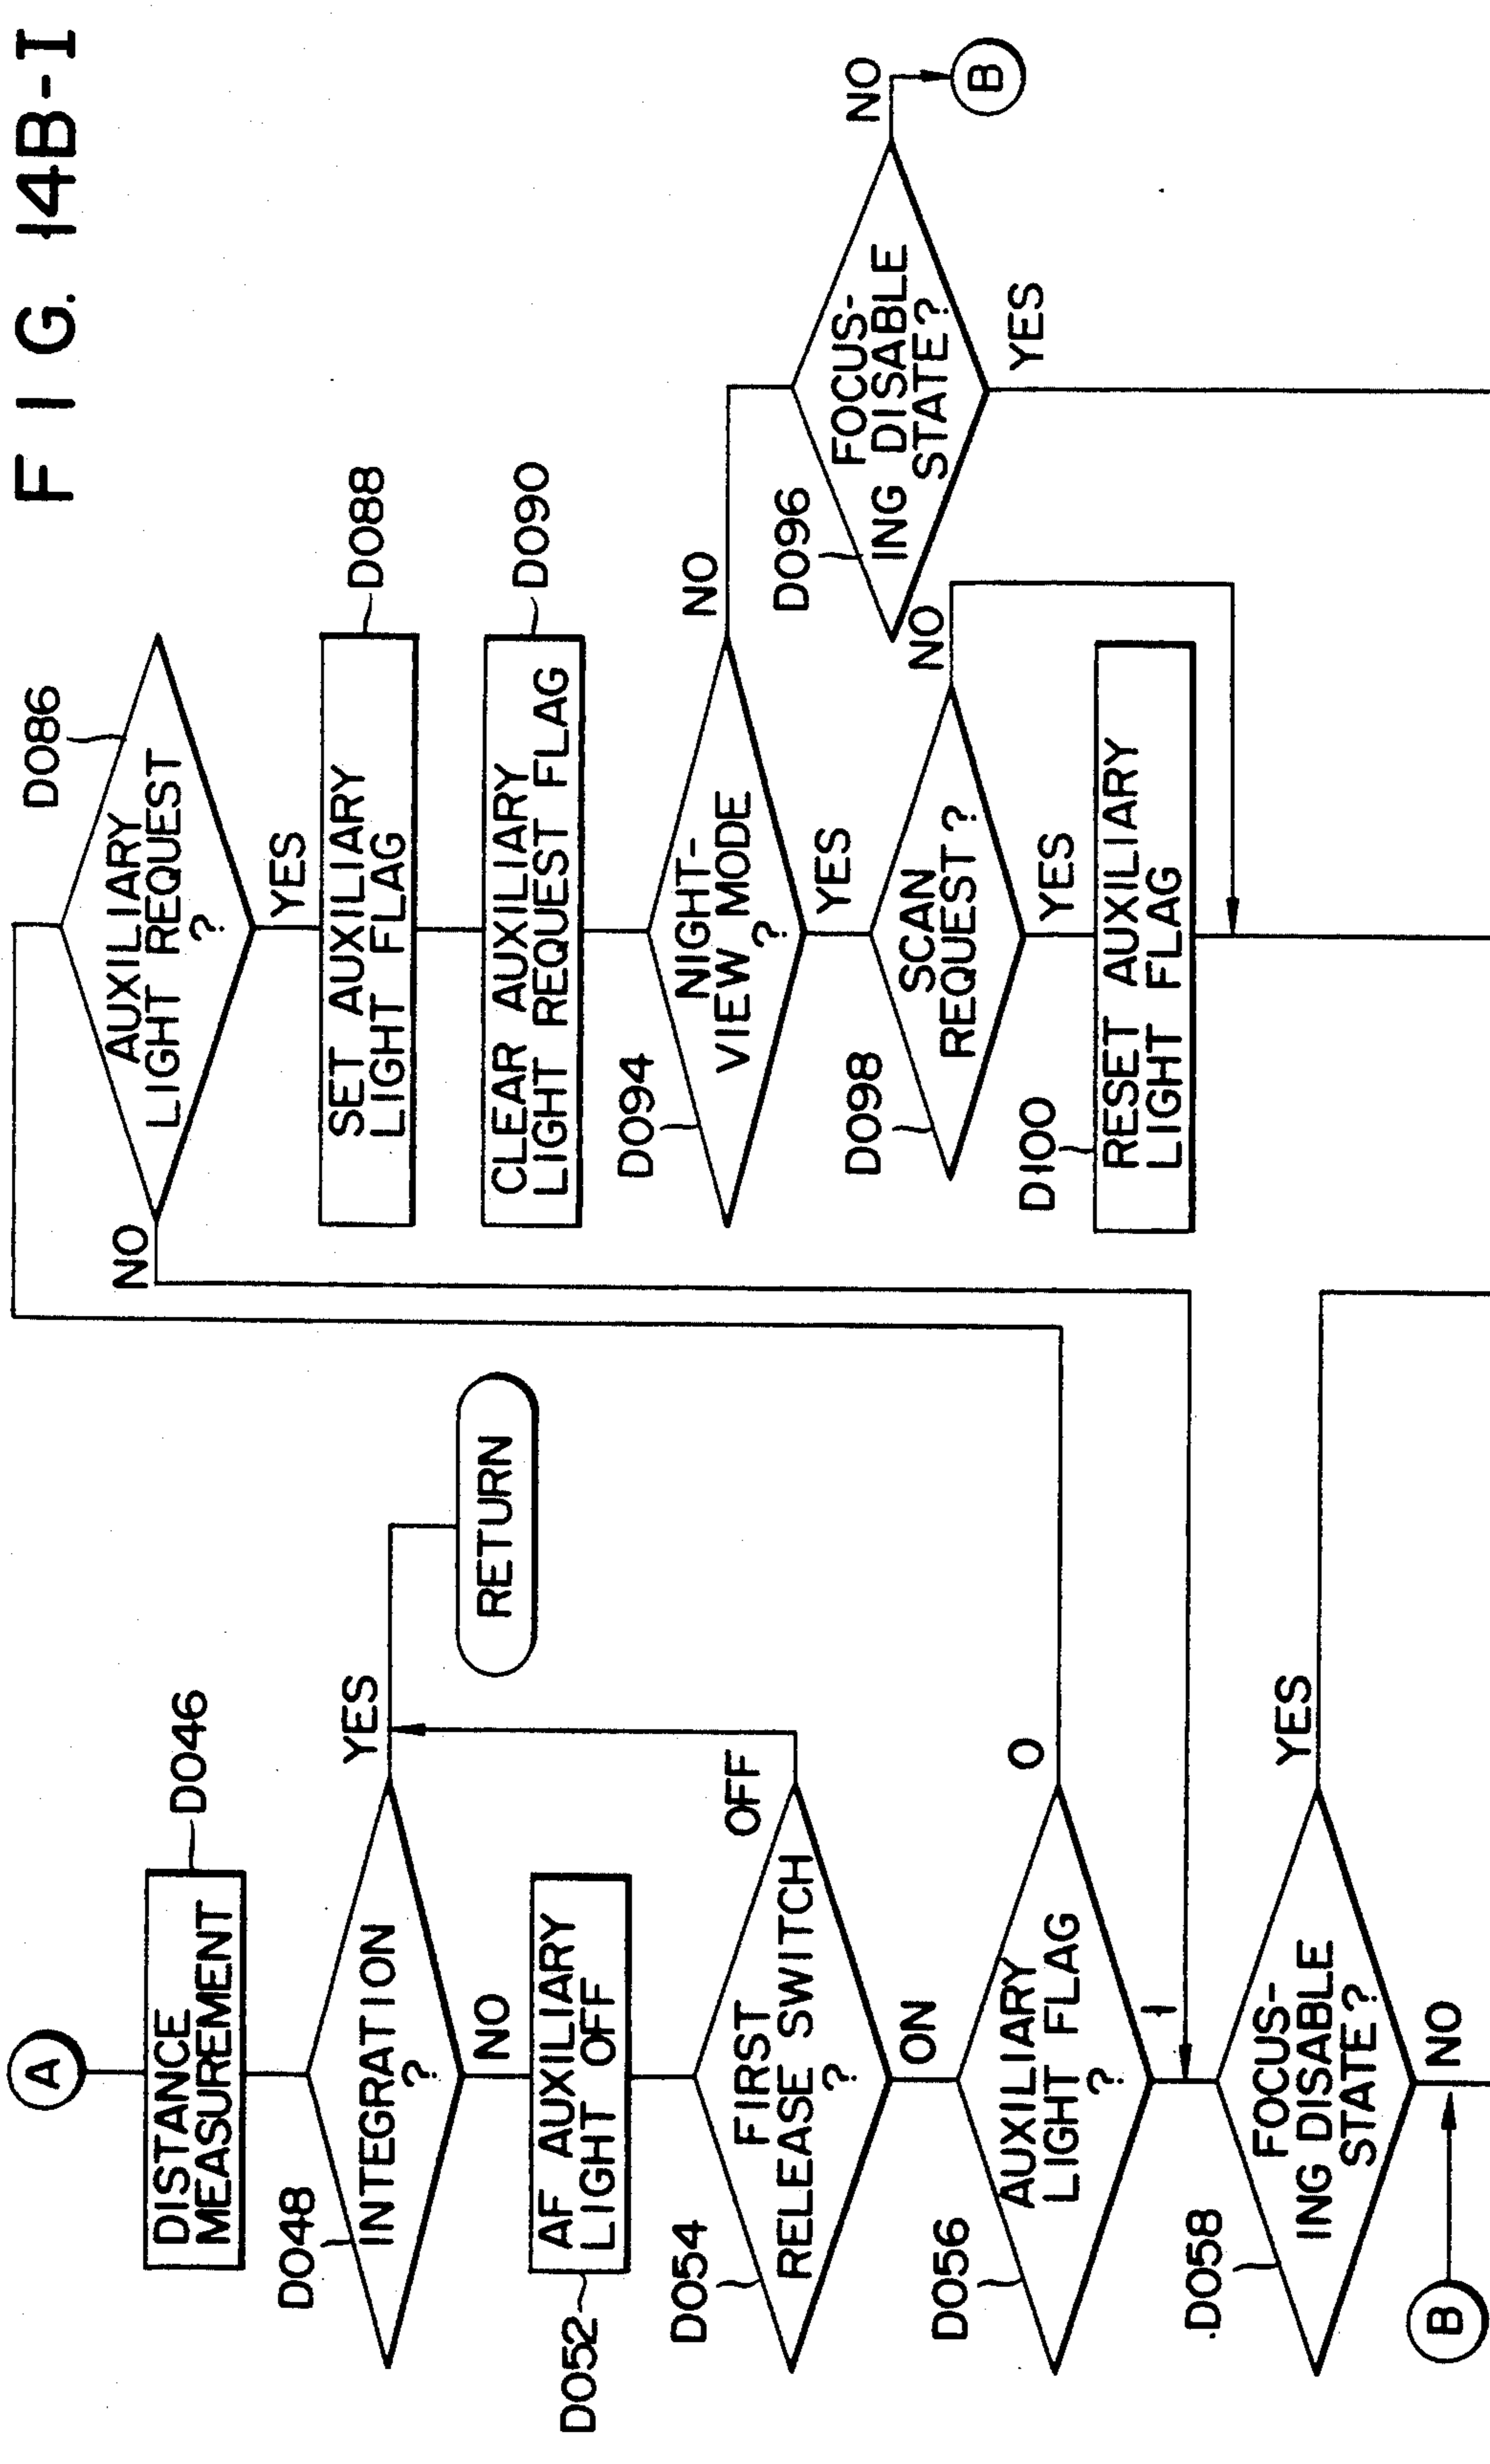 FIG. 14B-I
A
DISTANCE
MEASUREMENT
D046
D048
INTEGRATION
?
YES
NO
RETURN
D052
AF AUXILIARY
LIGHT OFF
D054
FIRST
RELEASE SWITCH
?
OFF
ON
D056
AUXILIARY
LIGHT FLAG
?
0
1
D058
FOCUS-
ING DISABLE
STATE?
YES
NO
B
D086
AUXILIARY
LIGHT REQUEST
?
NO
YES
SET AUXILIARY
LIGHT FLAG
D088
CLEAR AUXILIARY
LIGHT REQUEST FLAG
D090
D094
NIGHT-
VIEW MODE
?
NO
YES
D096
FOCUS-
ING DISABLE
STATE?
NO
B
YES
D098
SCAN
REQUEST?
NO
YES
D100
RESET AUXILIARY
LIGHT FLAG